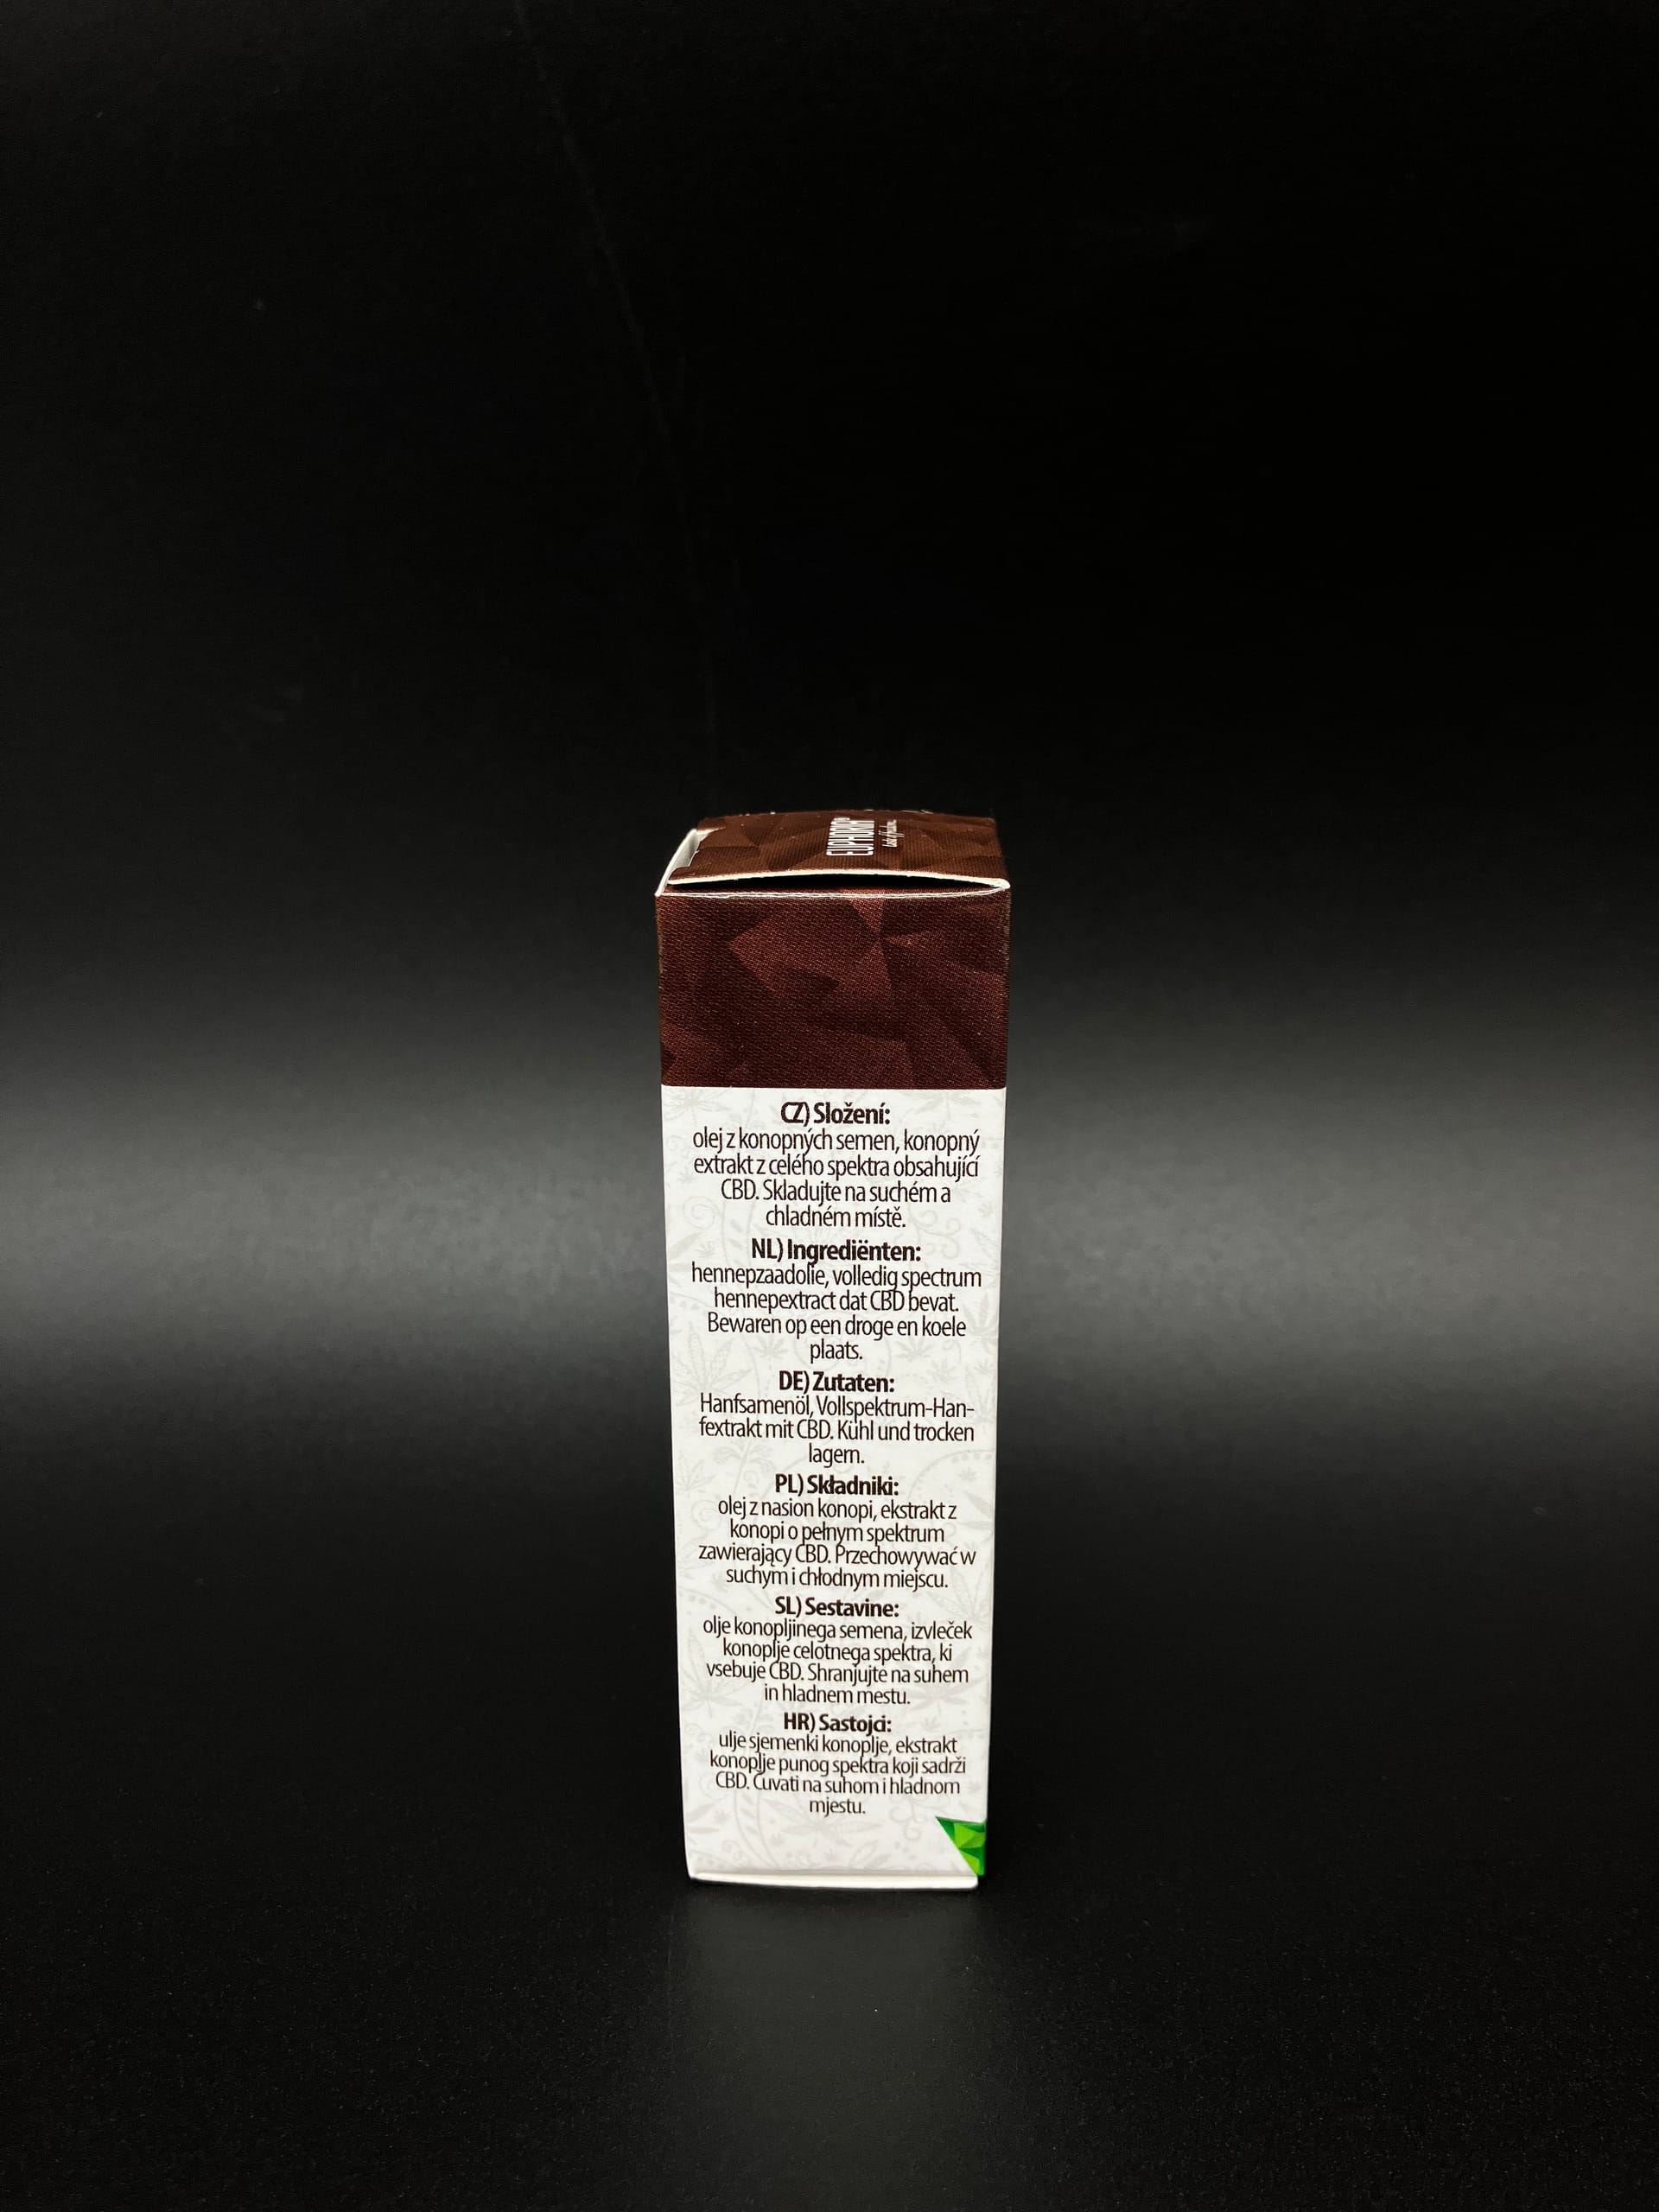 EUPHORIA
CZ) Složení:
olej z konopných semen, konopný
extrakt z celého spektra obsahující
CBD. Skladujte na suchém a
chladném místě.
NL) Ingrediënten:
hennepzaadolie, volledig spectrum
hennepextract dat CBD bevat.
Bewaren op een droge en koele
plaats.
DE) Zutaten:
Hanfsamenöl, Vollspektrum-Han-
fextrakt mit CBD. Kühl und trocken
lagern.
PL) Składniki:
olej z nasion konopi, ekstrakt z
konopi o pełnym spektrum
zawierający CBD. Przechowywać w
suchym i chłodnym miejscu.
SL) Sestavine:
olje konopljinega semena, izvleček
konoplje celotnega spektra, ki
vsebuje CBD. Shranjujte na suhem
in hladnem mestu.
HR) Sastojci:
ulje sjemenki konoplje, ekstrakt
konoplje punog spektra koji sadrži
CBD. Čuvati na suhom i hladnom
mjestu.